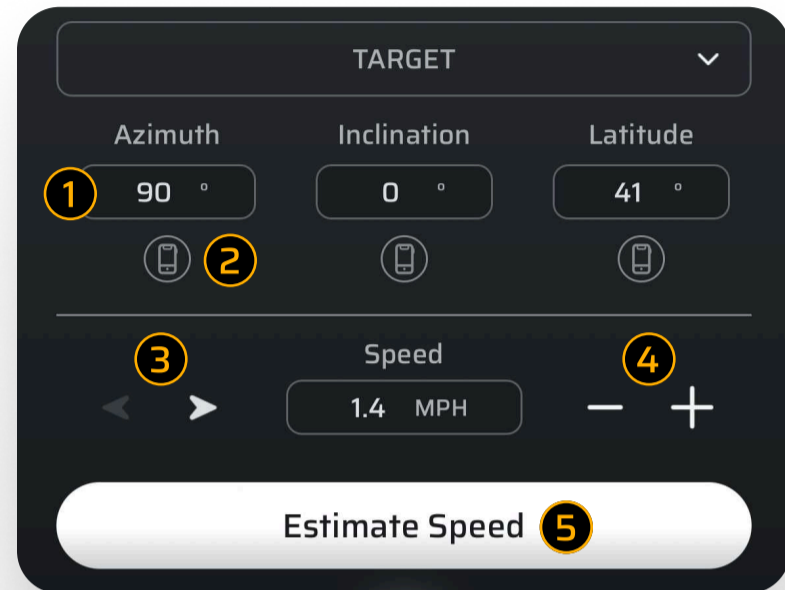 TARGET
Azimuth Inclination Latitude
1 90 ° 0 ° 41 °
2
3 Speed 4
1.4 MPH − +
Estimate Speed 5